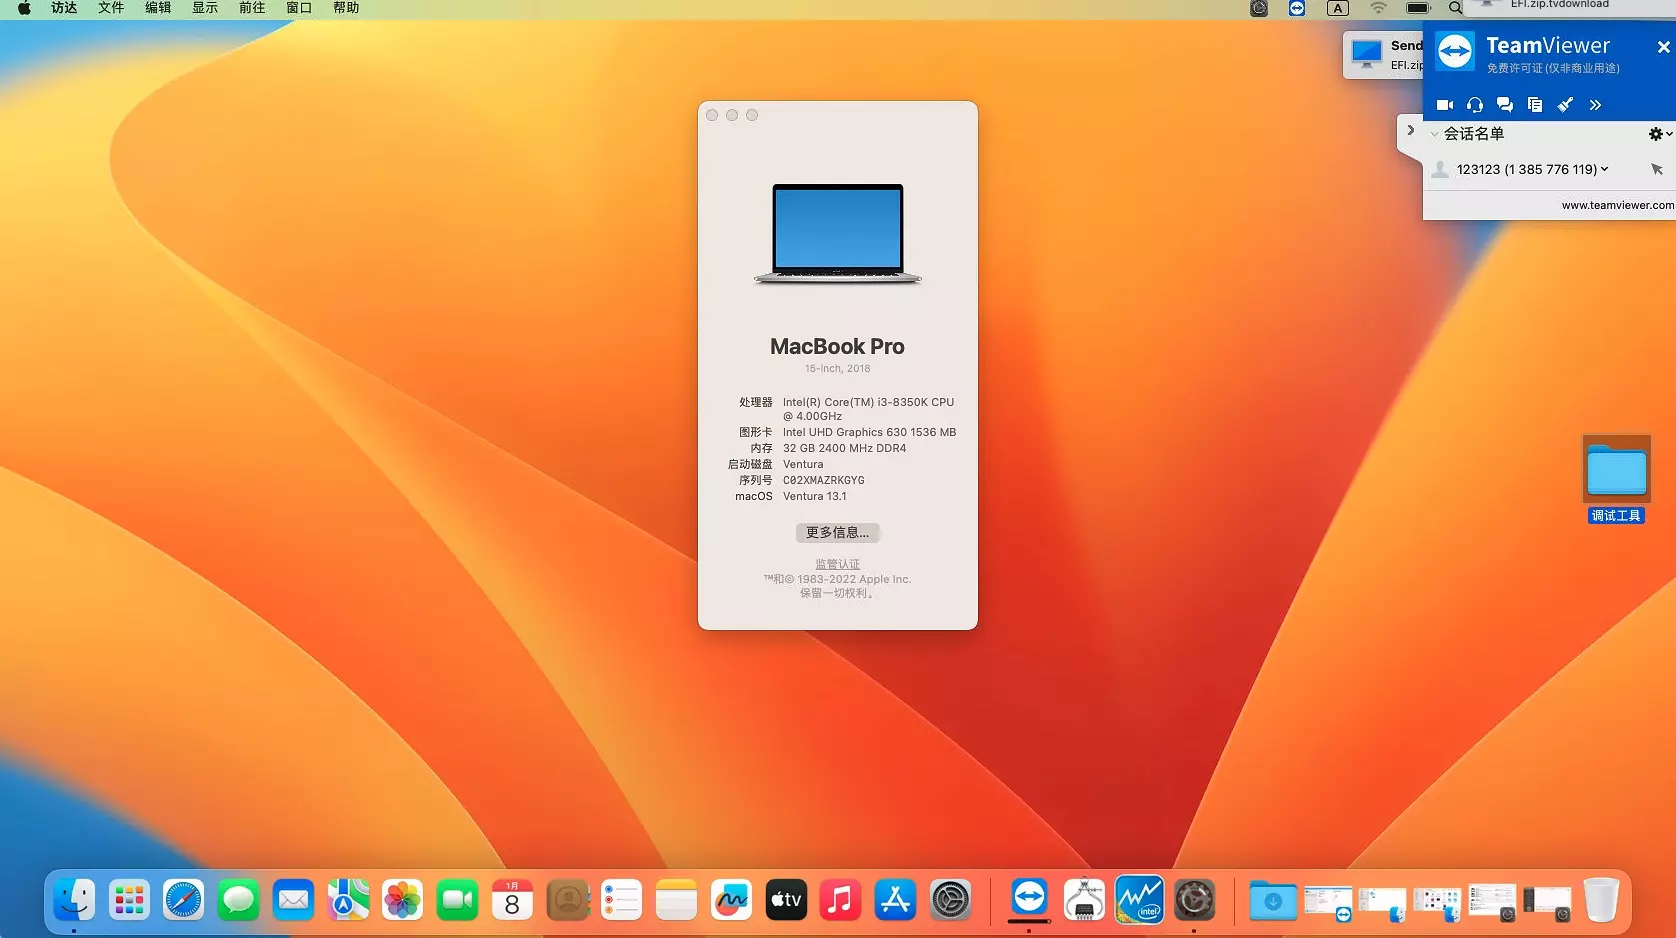 访达 文件 编辑 显示 前往 窗口 帮助
A
EFI.zip.tvdownload
Send
EFI.zip
TeamViewer
免费许可证 (仅非商业用途)
会话名单
123123 (1 385 776 119)
www.teamviewer.com
MacBook Pro
15-inch, 2018
处理器 Intel(R) Core(TM) i3-8350K CPU
@ 4.00GHz
图形卡 Intel UHD Graphics 630 1536 MB
内存 32 GB 2400 MHz DDR4
启动磁盘 Ventura
序列号 C02XMAZRKGYG
macOS Ventura 13.1
更多信息...
监管认证
™和© 1983-2022 Apple Inc.
保留一切权利。
调试工具
1月
8
tv
intel